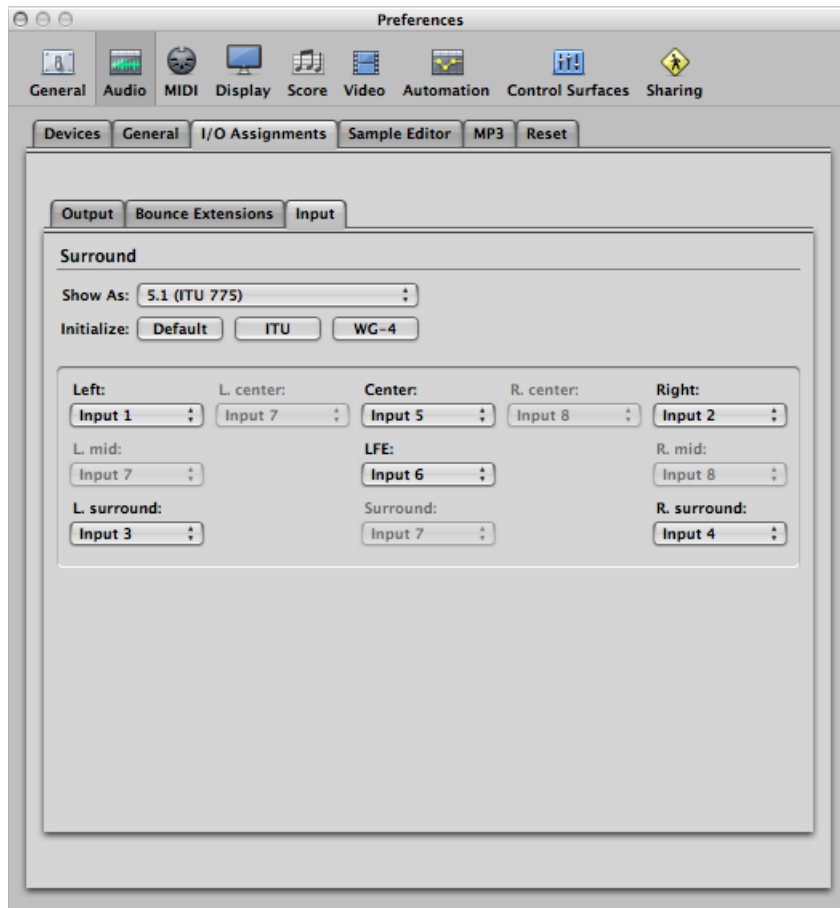 Preferences
General Audio MIDI Display Score Video Automation Control Surfaces Sharing
Devices General I/O Assignments Sample Editor MP3 Reset
Output Bounce Extensions Input
Surround
Show As: 5.1 (ITU 775)
Initialize: Default ITU WG-4
Left: L. center: Center: R. center: Right:
Input 1 Input 7 Input 5 Input 8 Input 2
L. mid: LFE: R. mid:
Input 7 Input 6 Input 8
L. surround: Surround: R. surround:
Input 3 Input 7 Input 4